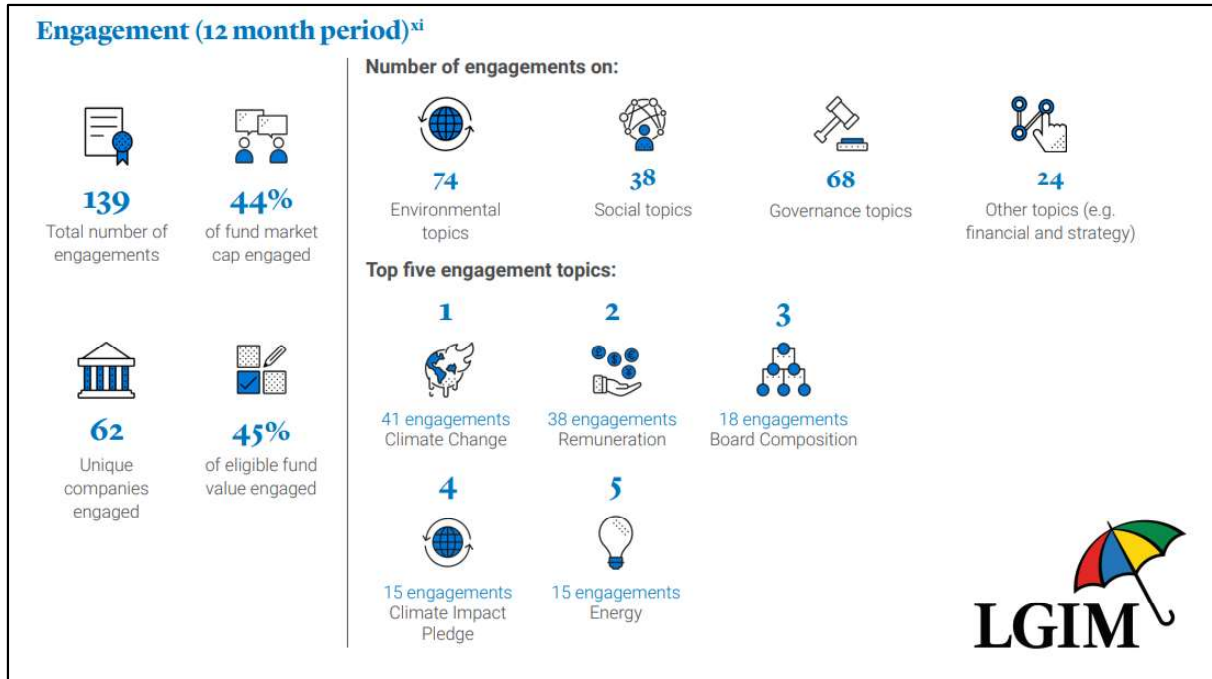 Engagement (12 month period)xi
139
Total number of
engagements
44%
of fund market
cap engaged
62
Unique
companies
engaged
45%
of eligible fund
value engaged
Number of engagements on:
74
Environmental
topics
38
Social topics
68
Governance topics
24
Other topics (e.g.
financial and strategy)
Top five engagement topics:
1
41 engagements
Climate Change
2
£ $ € ¥
38 engagements
Remuneration
3
18 engagements
Board Composition
4
15 engagements
Climate Impact
Pledge
5
15 engagements
Energy
LGIM